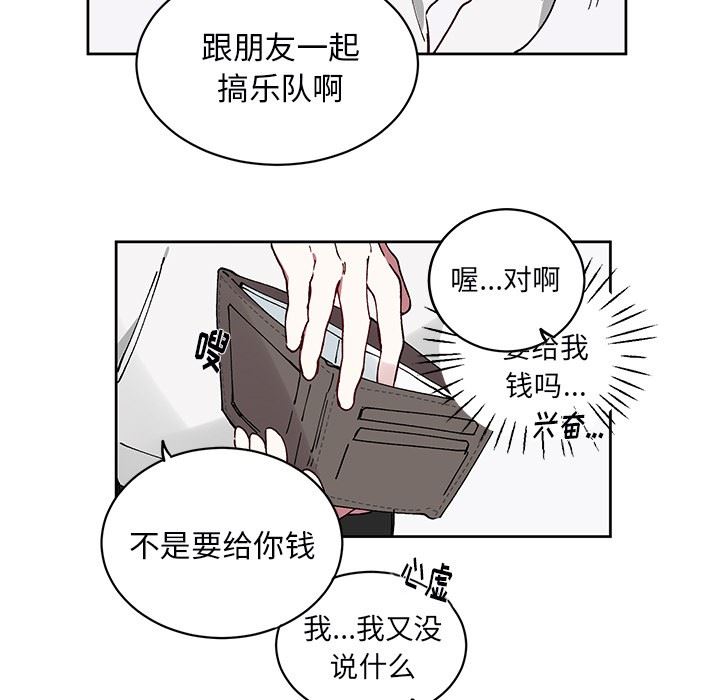 跟朋友一起
搞乐队啊
喔…对啊
要给我
钱吗…
兴奋…
嗖
不是要给你钱
心虚
我…我又没
说什么